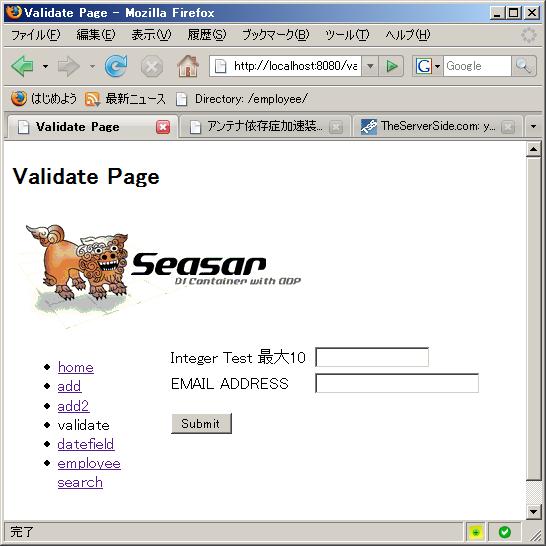 Validate Page - Mozilla Firefox
ファイル(F) 編集(E) 表示(V) 履歴(S) ブックマーク(B) ツール(T) ヘルプ(H)
http://localhost:8080/va
G Google
はじめよう 最新ニュース Directory: /employee/
Validate Page アンテナ依存症加速装... TheServerSide.com: y...
Validate Page
Seasar
DI Container with AOP
Integer Test 最大10
EMAIL ADDRESS
Submit
home
add
add2
validate
datefield
employee
search
完了